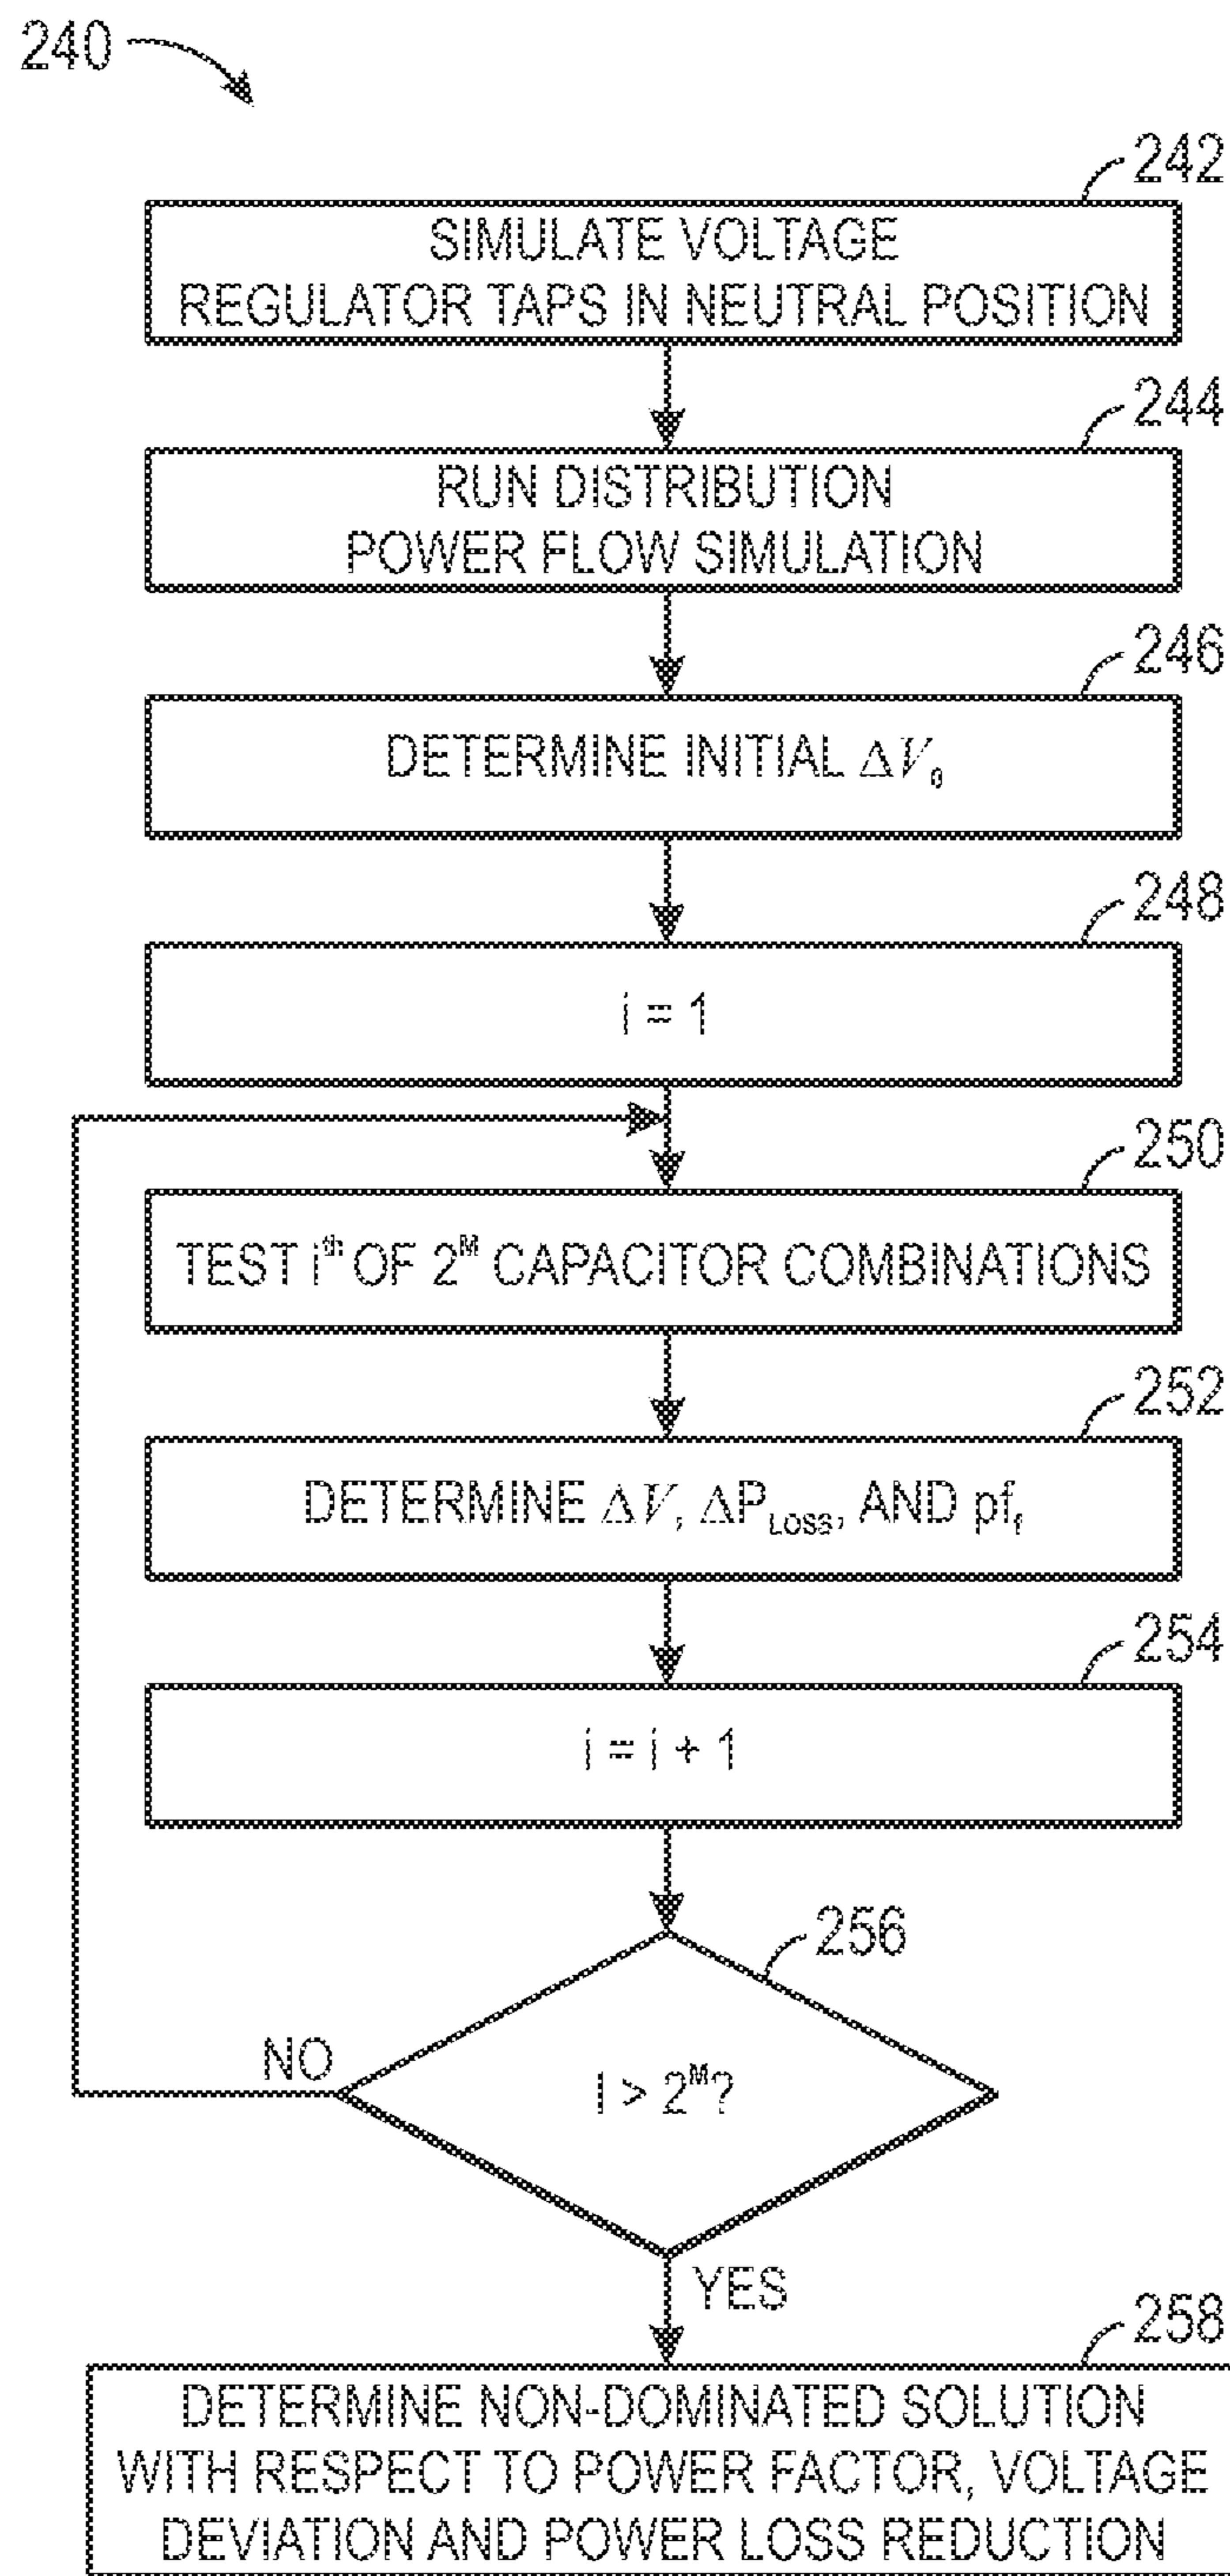 240
242
SIMULATE VOLTAGE
REGULATOR TAPS IN NEUTRAL POSITION
244
RUN DISTRIBUTION
POWER FLOW SIMULATION
246
DETERMINE INITIAL ΔV₀
248
i = 1
250
TEST iᵗʰ OF 2ᴹ CAPACITOR COMBINATIONS
252
DETERMINE ΔV, ΔP_LOSS, AND pf_f
254
i = i + 1
256
NO
I > 2ᴹ?
YES
258
DETERMINE NON-DOMINATED SOLUTION
WITH RESPECT TO POWER FACTOR, VOLTAGE
DEVIATION AND POWER LOSS REDUCTION